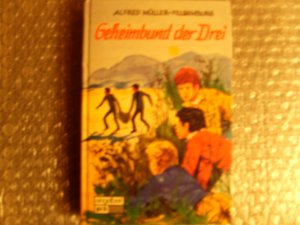 ALFRED MÜLLER-FELSENBURG
Geheimbund der Drei